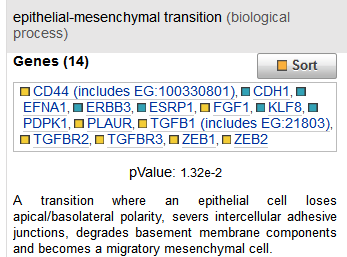 epithelial-mesenchymal transition (biological
process)
Genes (14)
Sort
CD44 (includes EG:100330801), CDH1,
EFNA1, ERBB3, ESRP1, FGF1, KLF8,
PDPK1, PLAUR, TGFB1 (includes EG:21803),
TGFBR2, TGFBR3, ZEB1, ZEB2
pValue: 1.32e-2
A transition where an epithelial cell loses
apical/basolateral polarity, severs intercellular adhesive
junctions, degrades basement membrane components
and becomes a migratory mesenchymal cell.